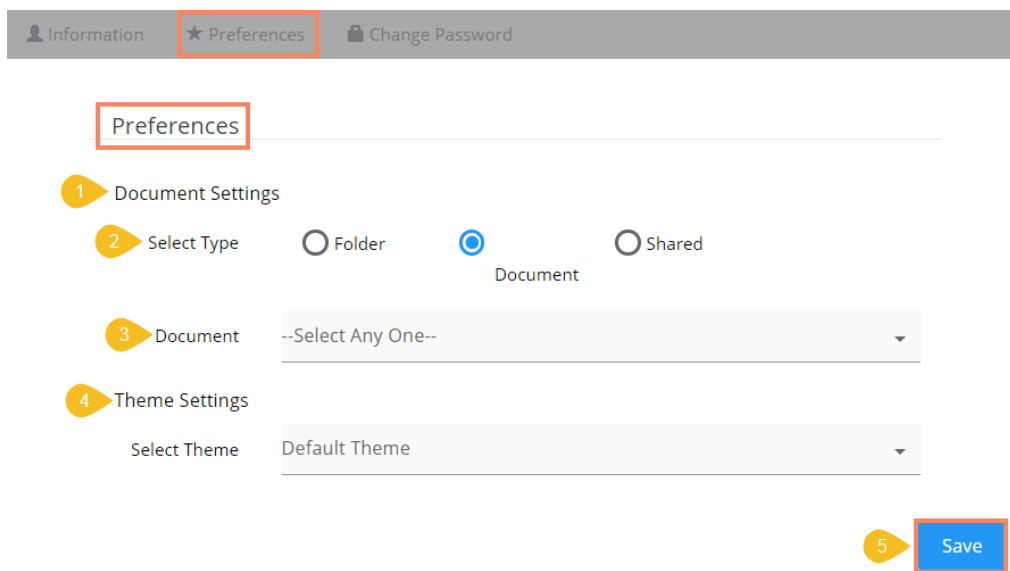 Information Preferences Change Password
Preferences
1 Document Settings
2 Select Type Folder Shared
Document
3 Document --Select Any One--
4 Theme Settings
Select Theme Default Theme
5 Save